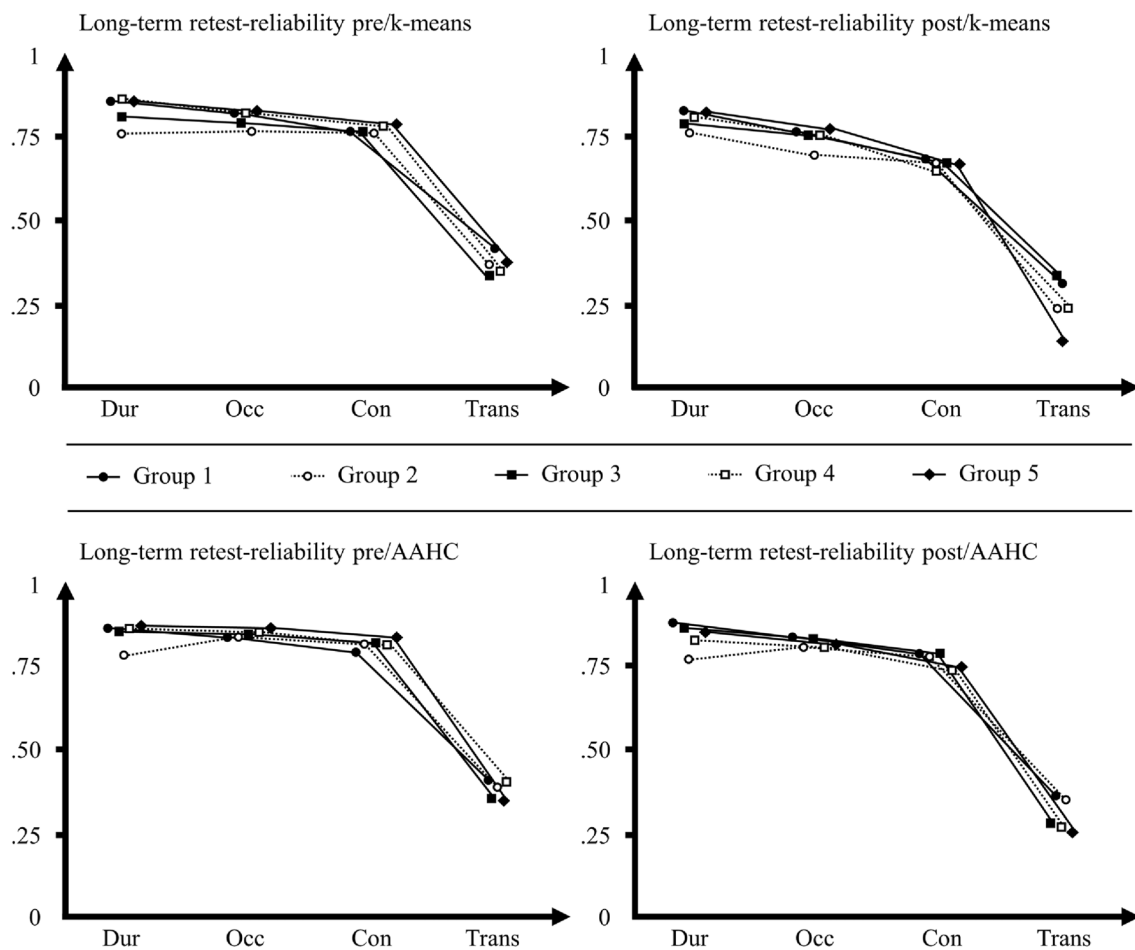 Long-term retest-reliability pre/k-means
Long-term retest-reliability post/k-means
1
.75
.50
.25
0
Dur Occ Con Trans
1
.75
.50
.25
0
Dur Occ Con Trans
Group 1 Group 2 Group 3 Group 4 Group 5
Long-term retest-reliability pre/AAHC
Long-term retest-reliability post/AAHC
1
.75
.50
.25
0
Dur Occ Con Trans
1
.75
.50
.25
0
Dur Occ Con Trans